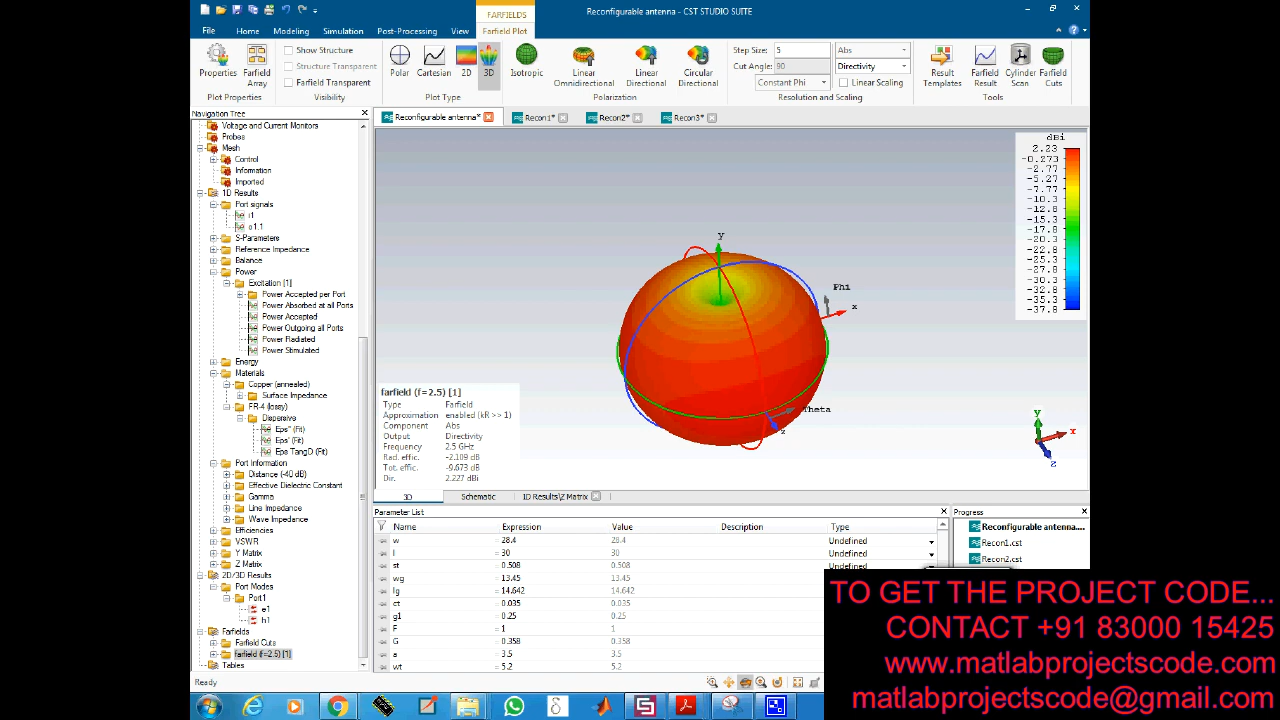 Reconfigurable antenna - CST STUDIO SUITE
FARFIELDS
File Home Modeling Simulation Post-Processing View Farfield Plot
Properties
Farfield Array
Show Structure
Structure Transparent
Farfield Transparent
Polar Cartesian 2D 3D
Isotropic
Linear Omnidirectional
Linear Directional
Circular Directional
Step Size: 5 Abs
Cut Angle: 90 Directivity
Constant Phi Linear Scaling
Result Templates
Farfield Result
Cylinder Scan
Farfield Cuts
Plot Properties Visibility Plot Type Polarization Resolution and Scaling Tools
Navigation Tree
Voltage and Current Monitors
Probes
Mesh
Control
Information
Imported
1D Results
Port signals
i1
o1.1
S-Parameters
Reference Impedance
Balance
Power
Excitation [1]
Power Accepted per Port
Power Absorbed at all Ports
Power Accepted
Power Outgoing all Ports
Power Radiated
Power Stimulated
Energy
Materials
Copper (annealed)
Surface Impedance
FR-4 (lossy)
Dispersive
Eps'' (Fit)
Eps' (Fit)
Eps TangD (Fit)
Port Information
Distance (-40 dB)
Effective Dielectric Constant
Gamma
Line Impedance
Wave Impedance
Efficiencies
VSWR
Y Matrix
Z Matrix
2D/3D Results
Port Modes
Port1
e1
h1
Farfields
Farfield Cuts
farfield (f=2.5) [1]
Tables
Reconfigurable antenna* Recon1* Recon2* Recon3*
dBi
2.23
-0.273
-2.77
-5.27
-7.77
-10.3
-12.8
-17.8
-20.3
-22.8
-27.8
-30.3
-32.8
-35.3
-37.8
y
Phi
x
Theta
z
y
x
z
farfield (f=2.5) [1]
Type Farfield
Approximation enabled (kR >> 1)
Component Abs
Output Directivity
Frequency 2.5 GHz
Rad. effic. -2.109 dB
Tot. effic. -9.673 dB
Dir. 2.227 dBi
3D Schematic 1D Results\Z Matrix
Parameter List
Name Expression Value Description Type
w = 28.4 28.4 Undefined
l = 30 30 Undefined
st = 0.508 0.508 Undefined
wg = 13.45 13.45
lg = 14.642 14.642
ct = 0.035 0.035
g1 = 0.25 0.25
F = 1 1
G = 0.358 0.358
a = 3.5 3.5
wt = 5.2 5.2
Progress
Reconfigurable antenna....
Recon1.cst
Recon2.cst
Ready
TO GET THE PROJECT CODE...
CONTACT +91 83000 15425
www.matlabprojectscode.com
matlabprojectscode@gmail.com